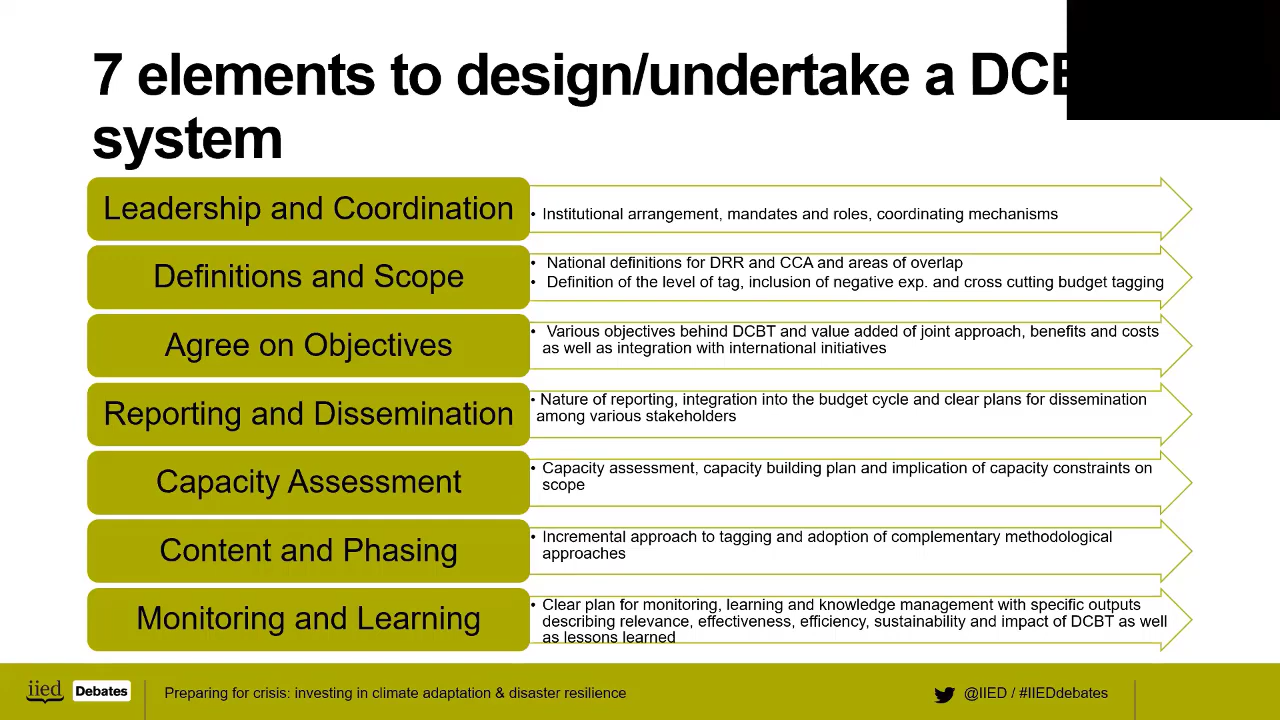 7 elements to design/undertake a
system
Leadership and Coordination
• Institutional arrangement, mandates and roles, coordinating mechanisms
Definitions and Scope
• National definitions for DRR and CCA and areas of overlap
• Definition of the level of tag, inclusion of negative exp. and cross cutting budget tagging
Agree on Objectives
• Various objectives behind DCBT and value added of joint approach, benefits and costs
as well as integration with international initiatives
Reporting and Dissemination
• Nature of reporting, integration into the budget cycle and clear plans for dissemination
among various stakeholders
Capacity Assessment
• Capacity assessment, capacity building plan and implication of capacity constraints on
scope
Content and Phasing
• Incremental approach to tagging and adoption of complementary methodological
approaches
Monitoring and Learning
• Clear plan for monitoring, learning and knowledge management with specific outputs
describing relevance, effectiveness, efficiency, sustainability and impact of DCBT as well
as lessons learned
iied Debates
Preparing for crisis: investing in climate adaptation & disaster resilience
@IIED / #IIEDdebates